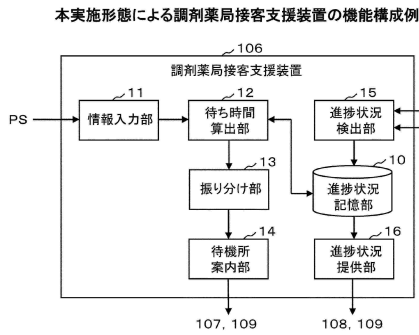 本実施形態による調剤薬局接客支援装置の機能構成例
106
調剤薬局接客支援装置
11
12
15
PS
情報入力部
待ち時間
算出部
進捗状況
検出部
13
10
振り分け部
進捗状況
記憶部
14
16
待機所
案内部
進捗状況
提供部
107, 109
108, 109